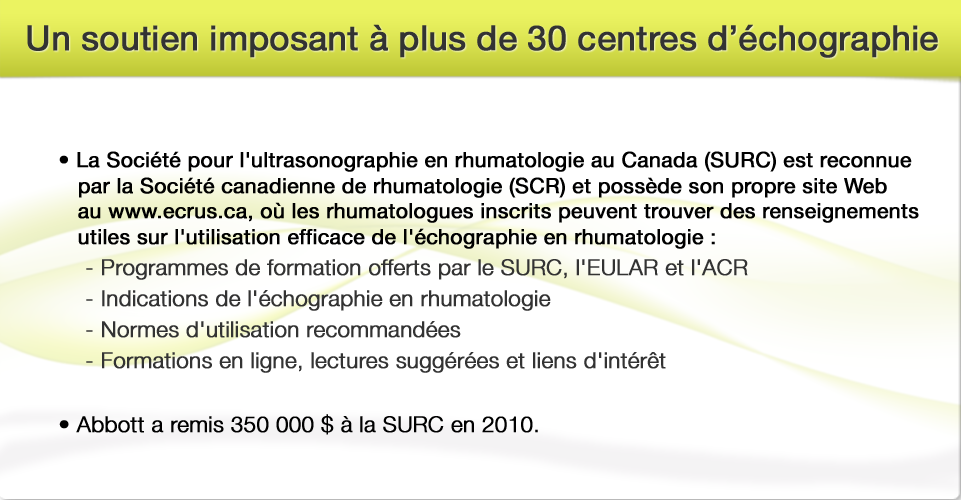 Un soutien imposant à plus de 30 centres d’échographie
• La Société pour l'ultrasonographie en rhumatologie au Canada (SURC) est reconnue
par la Société canadienne de rhumatologie (SCR) et possède son propre site Web
au www.ecrus.ca, où les rhumatologues inscrits peuvent trouver des renseignements
utiles sur l'utilisation efficace de l'échographie en rhumatologie :
- Programmes de formation offerts par le SURC, l'EULAR et l'ACR
- Indications de l'échographie en rhumatologie
- Normes d'utilisation recommandées
- Formations en ligne, lectures suggérées et liens d'intérêt
• Abbott a remis 350 000 $ à la SURC en 2010.